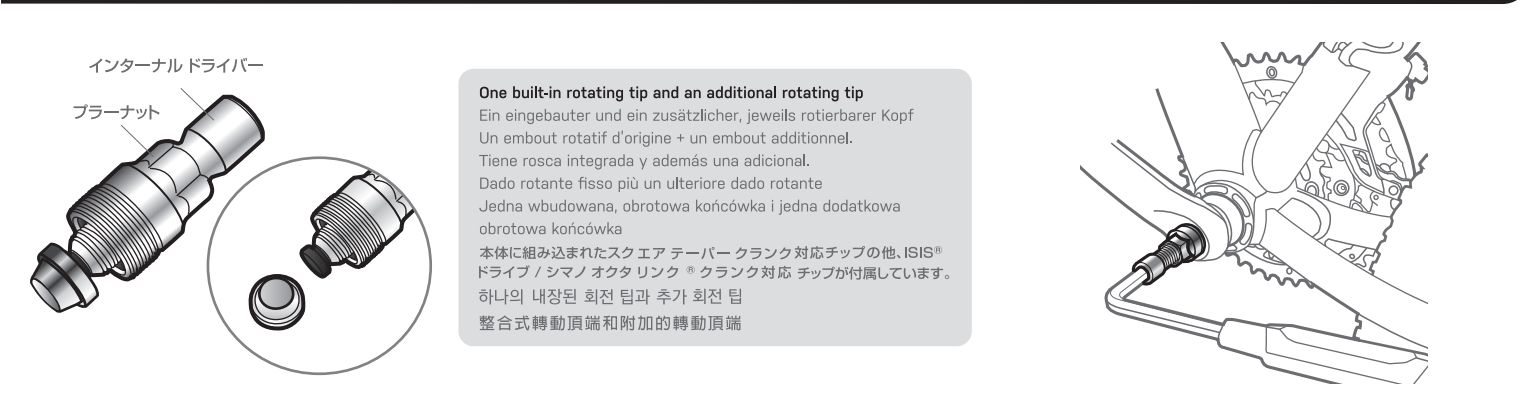 インターナルドライバー
プラーナット
One built-in rotating tip and an additional rotating tip
Ein eingebauter und ein zusätzlicher, jeweils rotierbarer Kopf
Un embout rotatif d'origine + un embout additionnel.
Tiene rosca integrada y además una adicional.
Dado rotante fisso più un ulteriore dado rotante
Jedna wbudowana, obrotowa końcówka i jedna dodatkowa
obrotowa końcówka
本体に組み込まれたスクエア テーパー クランク対応チップの他、ISIS®
ドライブ / シマノ オクタ リンク ® クランク対応 チップが付属しています。
하나의 내장된 회전 팁과 추가 회전 팁
整合式轉動頂端和附加的轉動頂端